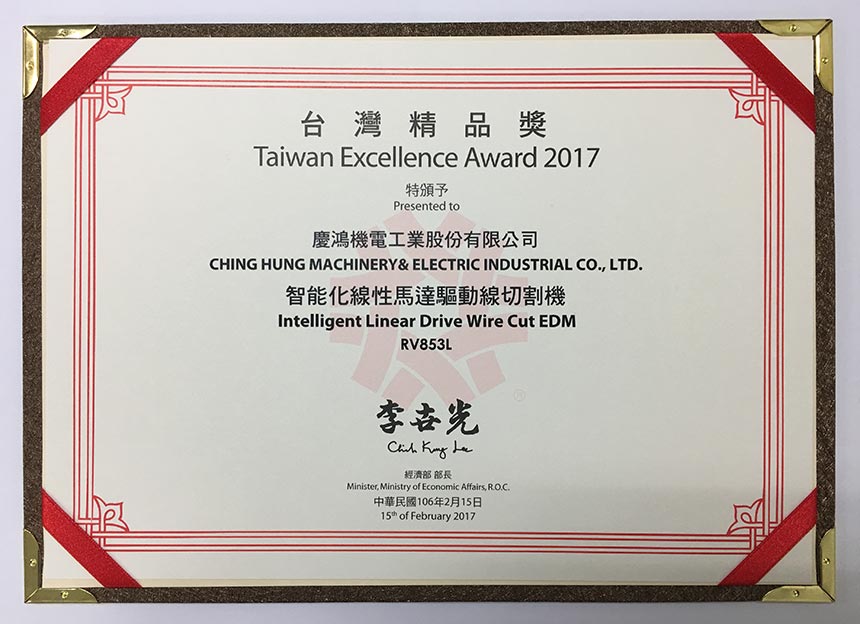 台灣精品獎
Taiwan Excellence Award 2017
特頒予
Presented to
慶鴻機電工業股份有限公司
CHING HUNG MACHINERY& ELECTRIC INDUSTRIAL CO., LTD.
智能化線性馬達驅動線切割機
Intelligent Linear Drive Wire Cut EDM
RV853L
®
李世光
Chih Kung Lee
經濟部 部長
Minister, Ministry of Economic Affairs, R.O.C.
中華民國106年2月15日
15th of February 2017